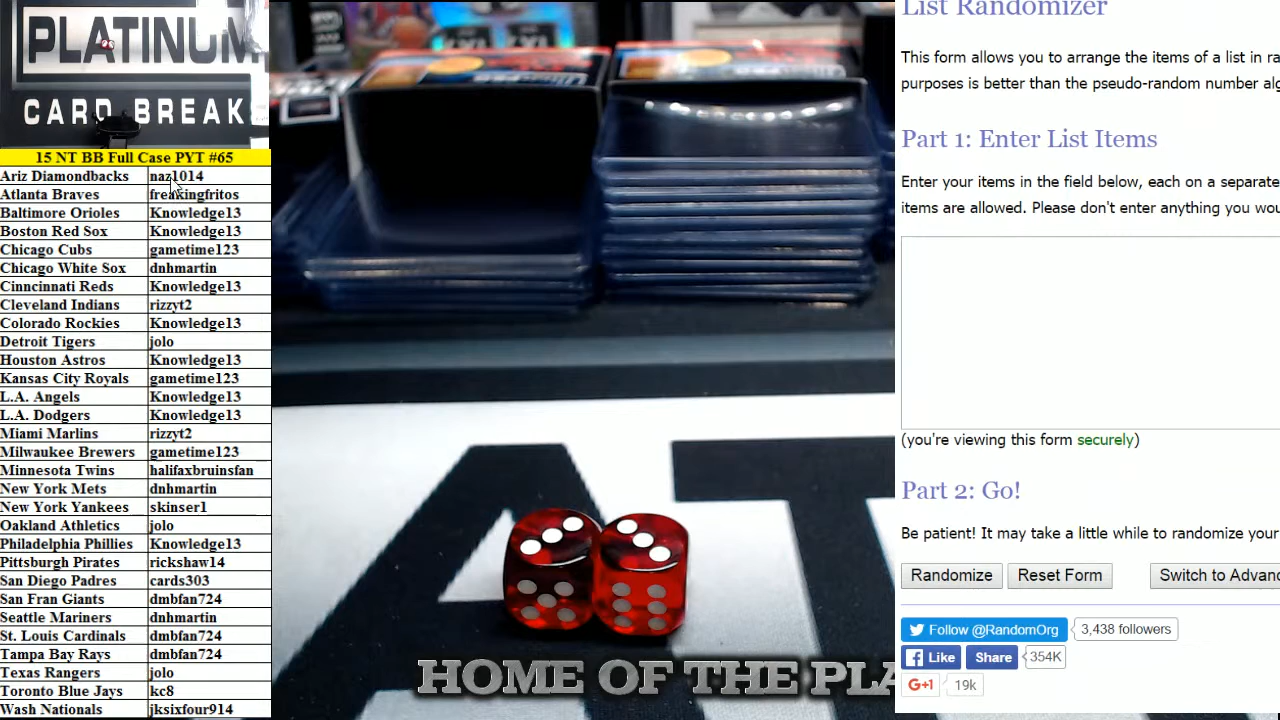 PLATINUM
CARD BREAK
15 NT BB Full Case PYT #65
Ariz Diamondbacks naz1014
Atlanta Braves freakingfritos
Baltimore Orioles Knowledge13
Boston Red Sox Knowledge13
Chicago Cubs gametime123
Chicago White Sox dnhmartin
Cinncinnati Reds Knowledge13
Cleveland Indians rizzyt2
Colorado Rockies Knowledge13
Detroit Tigers jolo
Houston Astros Knowledge13
Kansas City Royals gametime123
L.A. Angels Knowledge13
L.A. Dodgers Knowledge13
Miami Marlins rizzyt2
Milwaukee Brewers gametime123
Minnesota Twins halifaxbruinsfan
New York Mets dnhmartin
New York Yankees skinser1
Oakland Athletics jolo
Philadelphia Phillies Knowledge13
Pittsburgh Pirates rickshaw14
San Diego Padres cards303
San Fran Giants dmbfan724
Seattle Mariners dnhmartin
St. Louis Cardinals dmbfan724
Tampa Bay Rays dmbfan724
Texas Rangers jolo
Toronto Blue Jays kc8
Wash Nationals jksixfour914
HOME OF THE PLA
List Randomizer
This form allows you to arrange the items of a list in ra
purposes is better than the pseudo-random number alg
Part 1: Enter List Items
Enter your items in the field below, each on a separate
items are allowed. Please don't enter anything you wou
(you're viewing this form securely)
Part 2: Go!
Be patient! It may take a little while to randomize your
Randomize Reset Form Switch to Advanc
Follow @RandomOrg 3,438 followers
Like Share 354K
G+1 19k